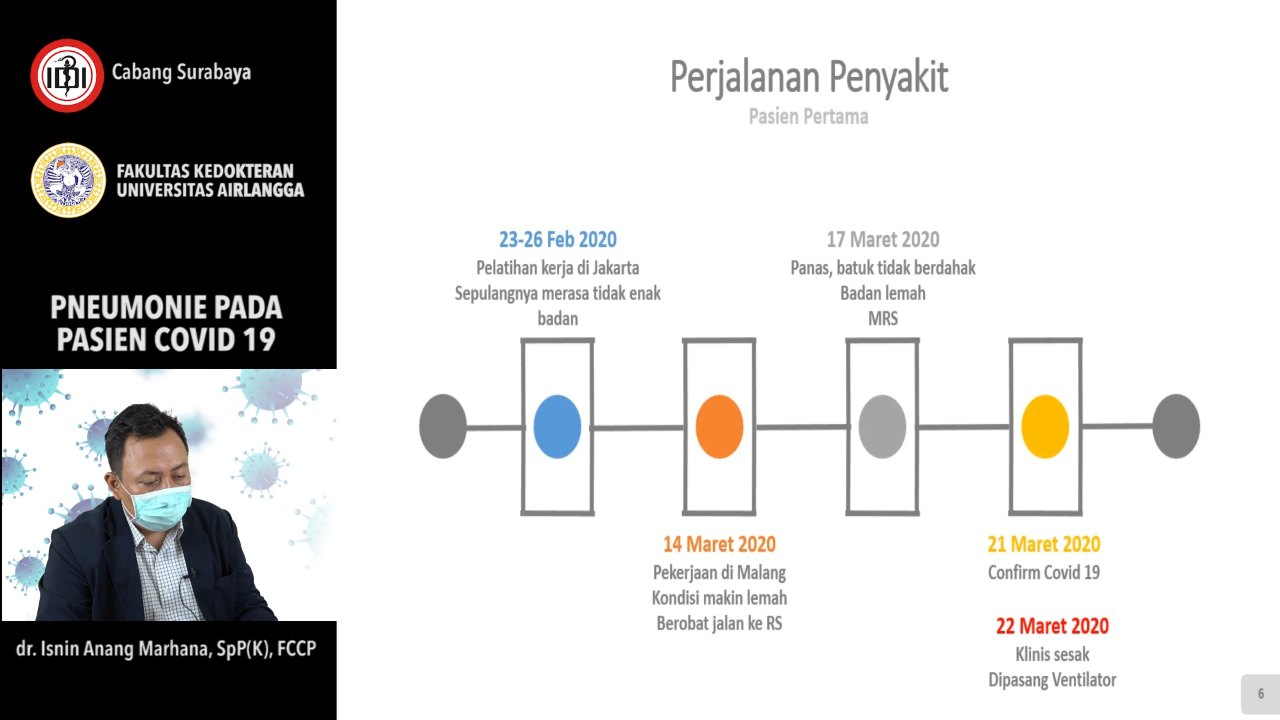 IDI
Cabang Surabaya
FAKULTAS KEDOKTERAN
UNIVERSITAS AIRLANGGA
PNEUMONIE PADA
PASIEN COVID 19
dr. Isnin Anang Marhana, SpP(K), FCCP
Perjalanan Penyakit
Pasien Pertama
23-26 Feb 2020
Pelatihan kerja di Jakarta
Sepulangnya merasa tidak enak
badan
17 Maret 2020
Panas, batuk tidak berdahak
Badan lemah
MRS
14 Maret 2020
Pekerjaan di Malang
Kondisi makin lemah
Berobat jalan ke RS
21 Maret 2020
Confirm Covid 19
22 Maret 2020
Klinis sesak
Dipasang Ventilator
6